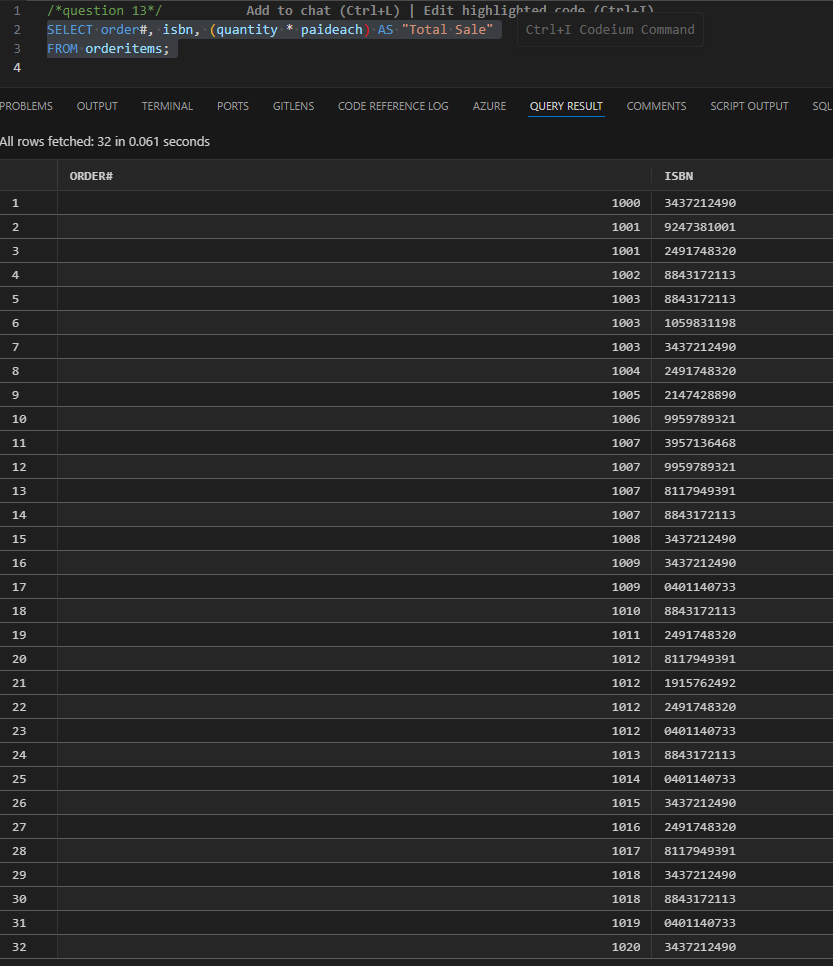 1 /*question 13*/ Add to chat (Ctrl+L) | Edit highlighted code (Ctrl+I)
2 SELECT order#, isbn, (quantity * paideach) AS "Total Sale" Ctrl+I Codeium Command
3 FROM orderitems;
4
PROBLEMS OUTPUT TERMINAL PORTS GITLENS CODE REFERENCE LOG AZURE QUERY RESULT COMMENTS SCRIPT OUTPUT SQL
All rows fetched: 32 in 0.061 seconds
ORDER# ISBN
1 1000 3437212490
2 1001 9247381001
3 1001 2491748320
4 1002 8843172113
5 1003 8843172113
6 1003 1059831198
7 1003 3437212490
8 1004 2491748320
9 1005 2147428890
10 1006 9959789321
11 1007 3957136468
12 1007 9959789321
13 1007 8117949391
14 1007 8843172113
15 1008 3437212490
16 1009 3437212490
17 1009 0401140733
18 1010 8843172113
19 1011 2491748320
20 1012 8117949391
21 1012 1915762492
22 1012 2491748320
23 1012 0401140733
24 1013 8843172113
25 1014 0401140733
26 1015 3437212490
27 1016 2491748320
28 1017 8117949391
29 1018 3437212490
30 1018 8843172113
31 1019 0401140733
32 1020 3437212490